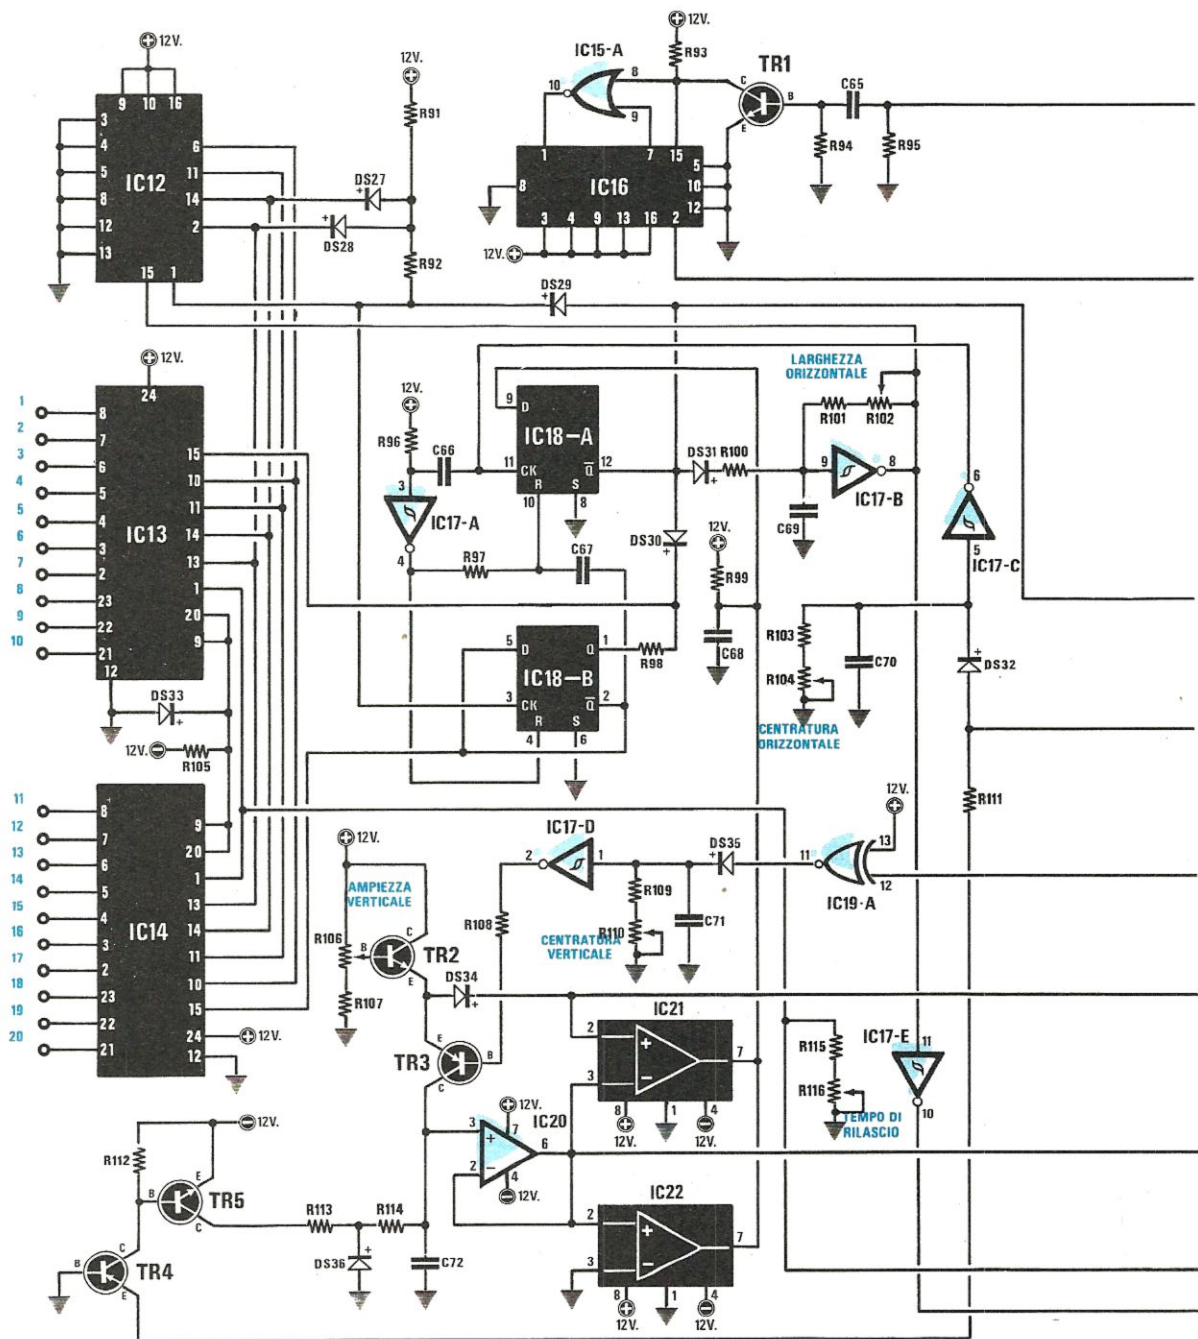 12V.
9 10 16
3
4
5
8
12
13
IC12
6
11
14
2
15 1
12V.
R91
DS27
DS28
R92
12V.
R93
IC15-A
10
8
9
TR1
C
B
E
C65
R94
R95
1 7 15
8
IC16
5
10
12
3 4 9 13 16 2
12V.
DS29
12V.
24
1
2
3
4
5
6
7
8
9
10
8
7
6
5
4
3
2
23
22
21
12
IC13
15
10
11
14
13
1
20
9
DS33
12V.
R105
12V.
R96
C66
3
IC17-A
4
R97
C67
9 D
IC18-A
11 CK
Q 12
R S
10 8
DS31
R100
LARGHEZZA
ORIZZONTALE
R101
R102
9 8
IC17-B
C69
DS30
12V.
R99
C68
6
5
IC17-C
R103
R104
C70
CENTRATURA
ORIZZONTALE
DS32
R111
5 D
Q 1
IC18-B
3 CK
Q 2
R S
4 6
R98
11
12
13
14
15
16
17
18
19
20
8
7
6
5
4
3
2
23
22
21
IC14
9
20
1
13
14
11
10
15
24
12
12V.
12V.
AMPIEZZA
VERTICALE
R106
R107
B
C
E
TR2
DS34
E
B
C
TR3
R108
IC17-D
2 1
DS35
R109
R110
C71
CENTRATURA
VERTICALE
11
13
12
12V.
IC19-A
IC21
2
3
7
8 1 4
12V. 12V.
R115
R116
TEMPO DI
RILASCIO
IC17-E
11
10
12V.
IC20
3
2
7
6
4
12V.
IC22
2
3
7
8 1 4
12V. 12V.
12V.
R112
E
B
C
TR5
R113
R114
DS36
C72
B
C
E
TR4